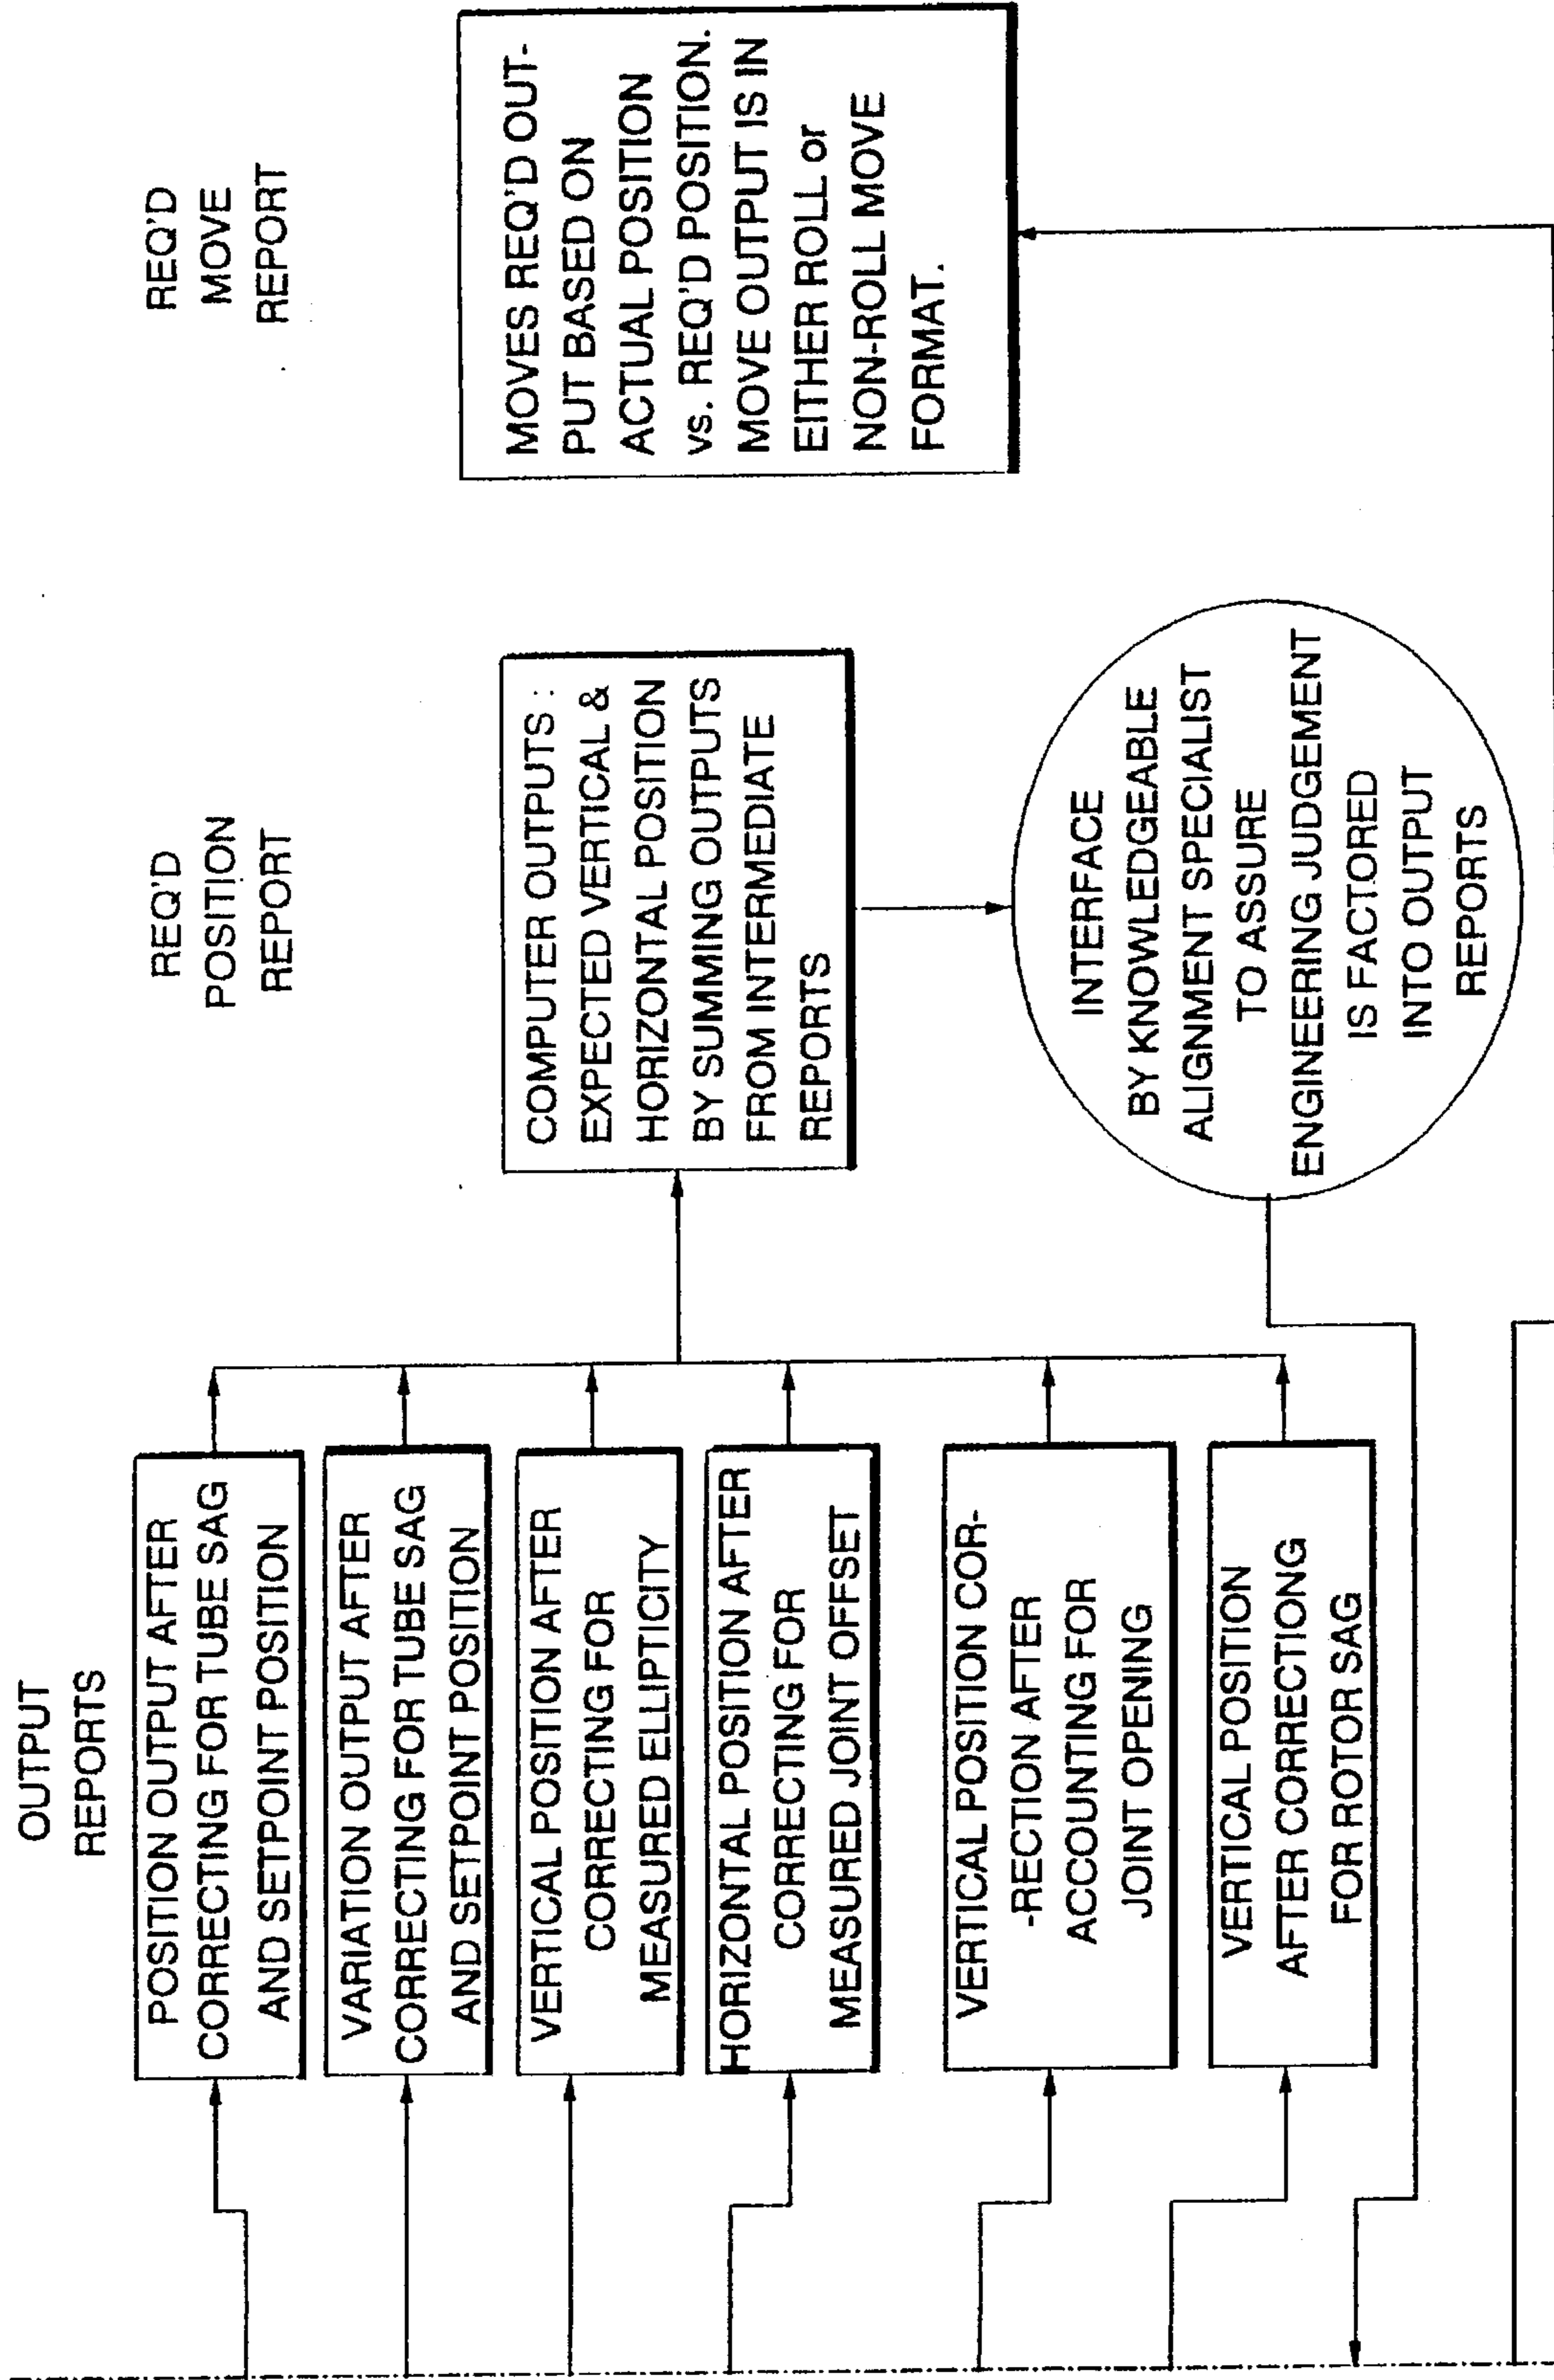 OUTPUT
REPORTS
POSITION OUTPUT AFTER
CORRECTING FOR TUBE SAG
AND SETPOINT POSITION
VARIATION OUTPUT AFTER
CORRECTING FOR TUBE SAG
AND SETPOINT POSITION
VERTICAL POSITION AFTER
CORRECTING FOR
MEASURED ELLIPTICITY
HORIZONTAL POSITION AFTER
CORRECTING FOR
MEASURED JOINT OFFSET
VERTICAL POSITION COR-
-RECTION AFTER
ACCOUNTING FOR
JOINT OPENING
VERTICAL POSITION
AFTER CORRECTIONG
FOR ROTOR SAG
REQ'D
POSITION
REPORT
COMPUTER OUTPUTS :
EXPECTED VERTICAL &
HORIZONTAL POSITION
BY SUMMING OUTPUTS
FROM INTERMEDIATE
REPORTS
INTERFACE
BY KNOWLEDGEABLE
ALIGNMENT SPECIALIST
TO ASSURE
ENGINEERING JUDGEMENT
IS FACTORED
INTO OUTPUT
REPORTS
REQ'D
MOVE
REPORT
MOVES REQ'D OUT-
PUT BASED ON
ACTUAL POSITION
vs. REQ'D POSITION.
MOVE OUTPUT IS IN
EITHER ROLL or
NON-ROLL MOVE
FORMAT.